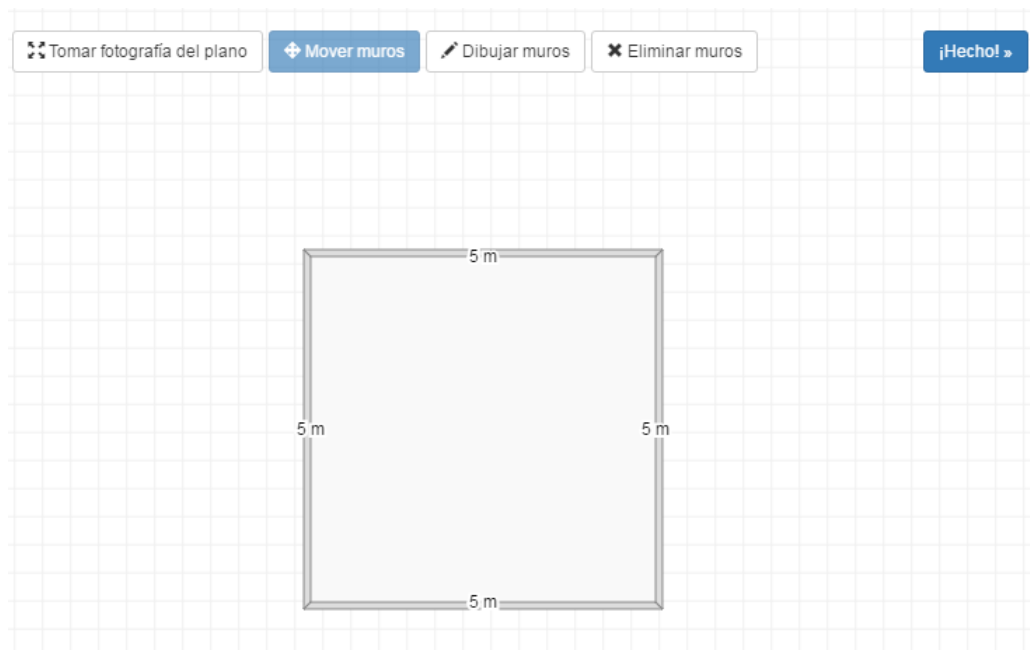 Tomar fotografía del plano
Mover muros
Dibujar muros
Eliminar muros
¡Hecho! »
5 m
5 m
5 m
5 m